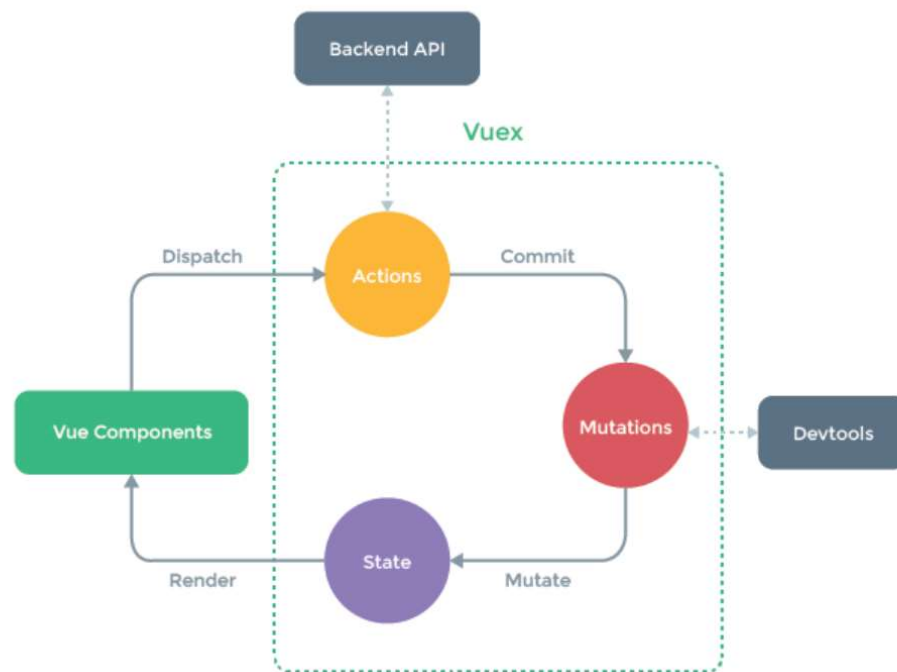 Backend API
Vuex
Dispatch
Commit
Actions
Vue Components
Mutations
Devtools
State
Render
Mutate